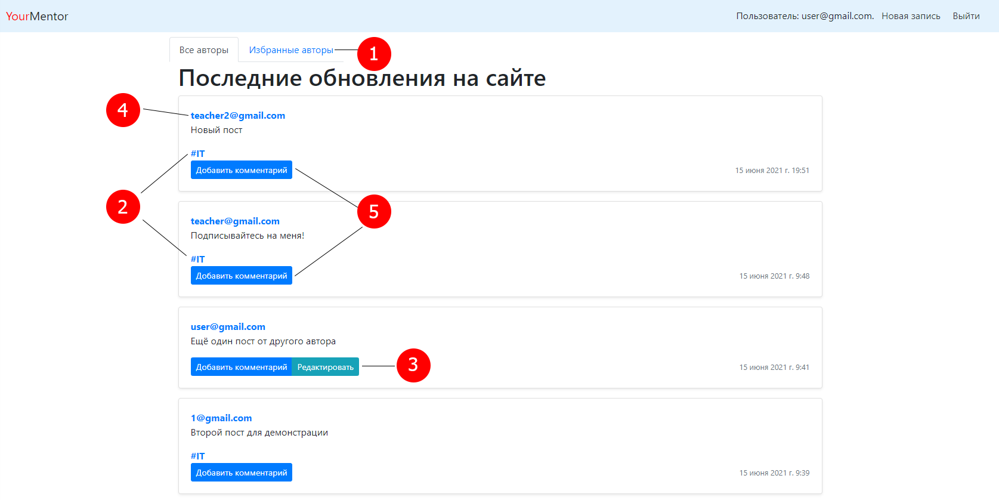 YourMentor
Пользователь: user@gmail.com. Новая запись Выйти
Все авторы Избранные авторы 1
Последние обновления на сайте
4
teacher2@gmail.com
Новый пост
#IT
Добавить комментарий 15 июня 2021 г. 19:51
2
5
teacher@gmail.com
Подписывайтесь на меня!
#IT
Добавить комментарий 15 июня 2021 г. 9:48
user@gmail.com
Ещё один пост от другого автора
Добавить комментарий Редактировать 3 15 июня 2021 г. 9:41
1@gmail.com
Второй пост для демонстрации
#IT
Добавить комментарий 15 июня 2021 г. 9:39